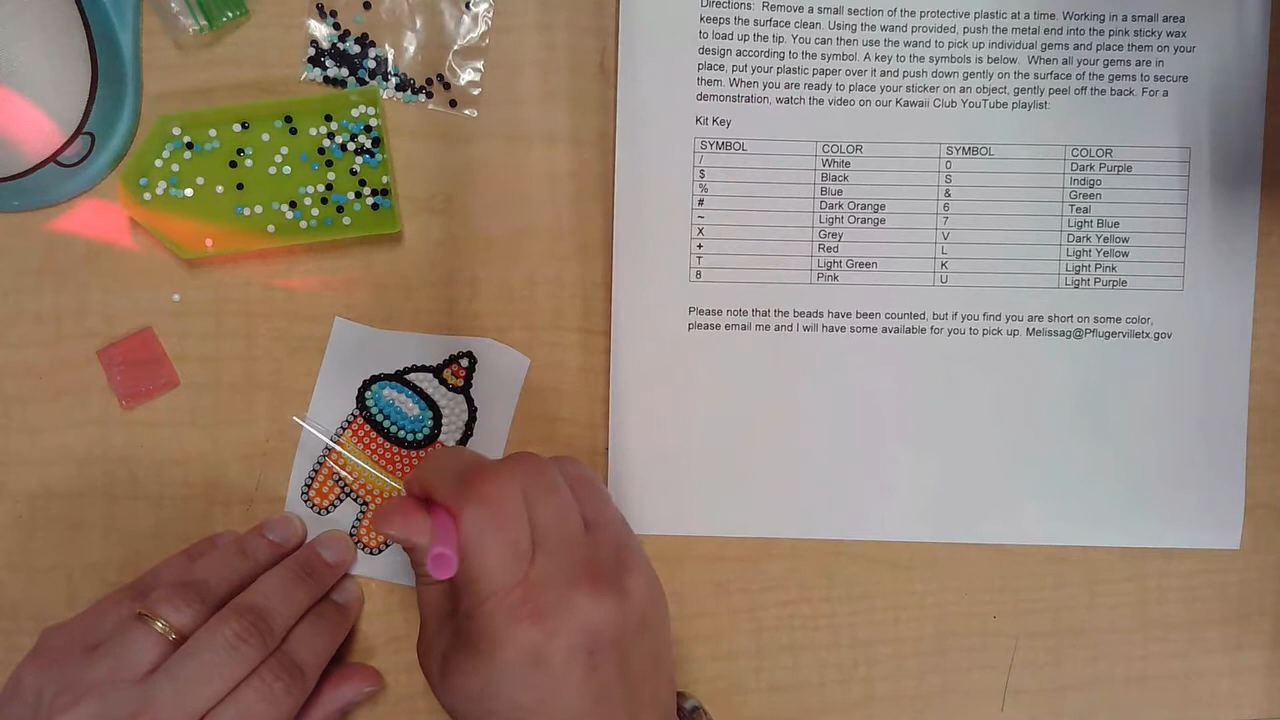 Directions: Remove a small section of the protective plastic at a time. Working in a small area
keeps the surface clean. Using the wand provided, push the metal end into the pink sticky wax
to load up the tip. You can then use the wand to pick up individual gems and place them on your
design according to the symbol. A key to the symbols is below. When all your gems are in
place, put your plastic paper over it and push down gently on the surface of the gems to secure
them. When you are ready to place your sticker on an object, gently peel off the back. For a
demonstration, watch the video on our Kawaii Club YouTube playlist:
Kit Key
SYMBOL COLOR SYMBOL COLOR
/ White 0 Dark Purple
$ Black S Indigo
% Blue & Green
# Dark Orange 6 Teal
~ Light Orange 7 Light Blue
X Grey V Dark Yellow
+ Red L Light Yellow
T Light Green K Light Pink
8 Pink U Light Purple
Please note that the beads have been counted, but if you find you are short on some color,
please email me and I will have some available for you to pick up. Melissag@Pflugervilletx.gov